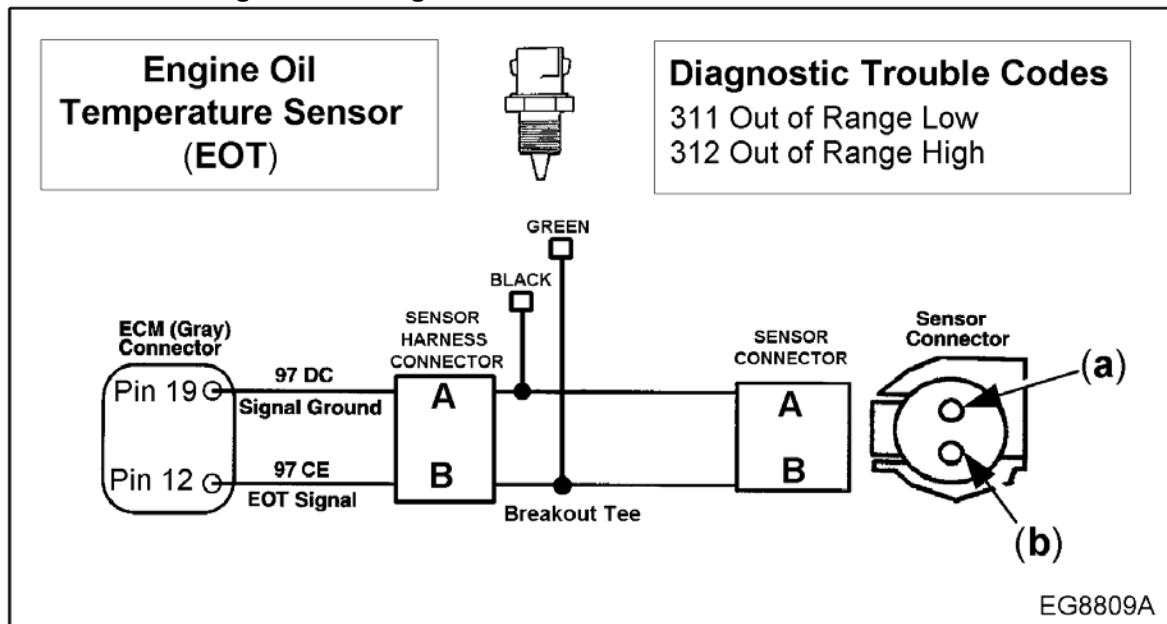 Engine Oil
Temperature Sensor
(EOT)
Diagnostic Trouble Codes
311 Out of Range Low
312 Out of Range High
GREEN
BLACK
ECM (Gray)
Connector
Pin 19
Pin 12
97 DC
Signal Ground
97 CE
EOT Signal
SENSOR
HARNESS
CONNECTOR
A
B
Breakout Tee
SENSOR
CONNECTOR
A
B
Sensor
Connector
(a)
(b)
EG8809A